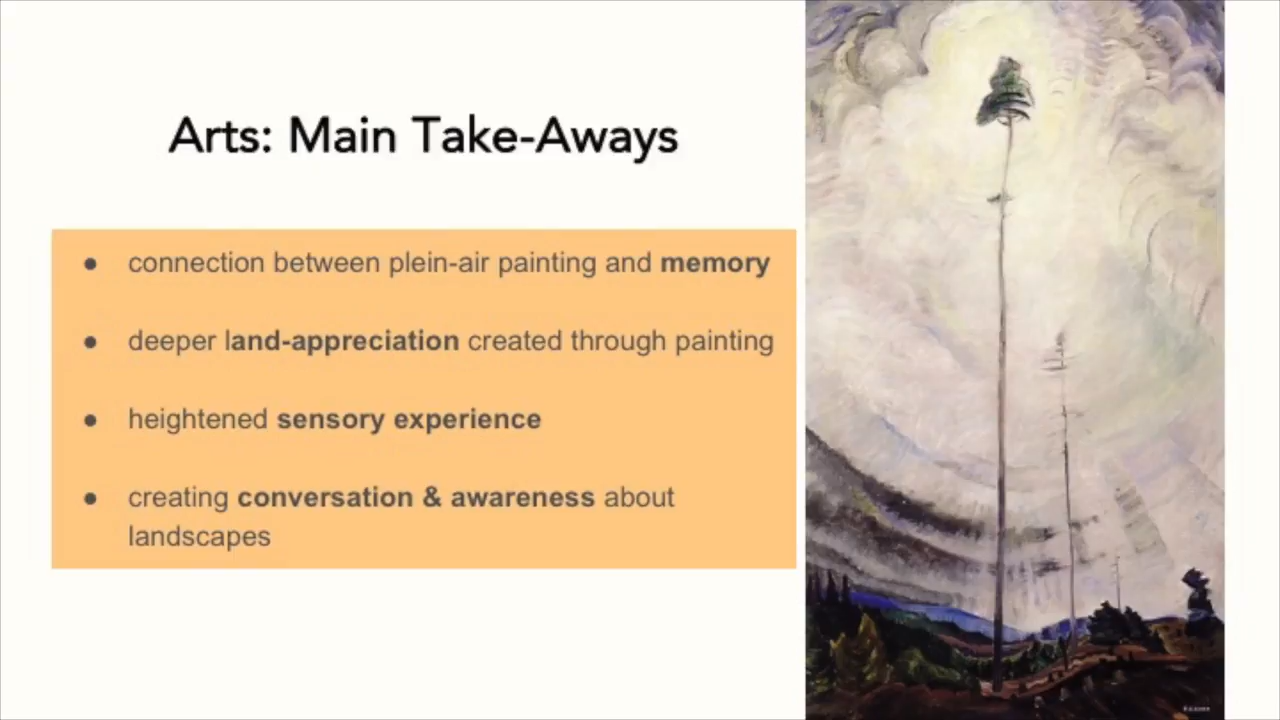 Arts: Main Take-Aways
● connection between plein-air painting and memory
● deeper land-appreciation created through painting
● heightened sensory experience
● creating conversation & awareness about
landscapes